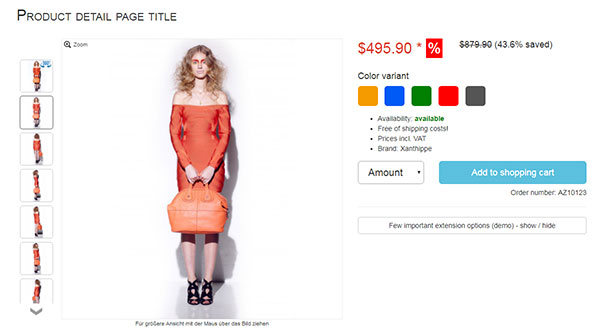 Product detail page title
Zoom
$495.90 * %
$879.90 (43.6% saved)
Color variant
Availability: available
Free of shipping costs!
Prices incl. VAT
Brand: Xanthippe
Amount
Add to shopping cart
Order number: AZ10123
Few important extension options (demo) - show / hide
Für größere Ansicht mit der Maus über das Bild ziehen